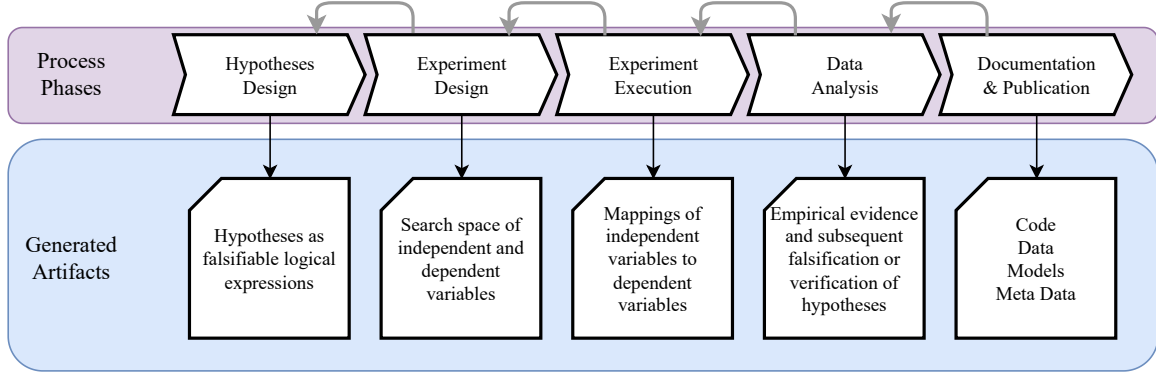 Process
Phases
Hypotheses
Design
Experiment
Design
Experiment
Execution
Data
Analysis
Documentation
& Publication
Generated
Artifacts
Hypotheses as
falsifiable logical
expressions
Search space of
independent and
dependent
variables
Mappings of
independent
variables to
dependent
variables
Empirical evidence
and subsequent
falsification or
verification of
hypotheses
Code
Data
Models
Meta Data